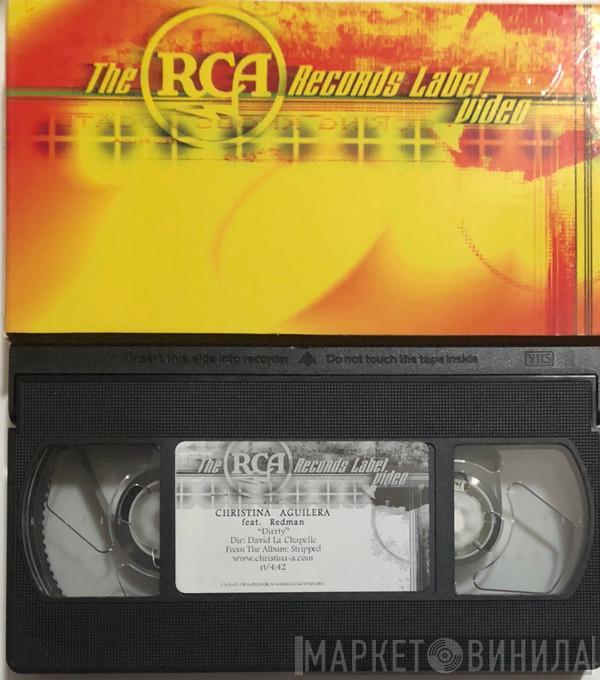 The RCA Records Label
video
Insert this side into recorder Do not touch the tape inside
VHS
The RCA Records Label
video
CHRISTINA AGUILERA
feat. Redman
"Dirrty"
Dir: David La Chapelle
From The Album: Stripped
www.christina-a.com
rt/4:42
МАРКЕТ ВИНИЛА